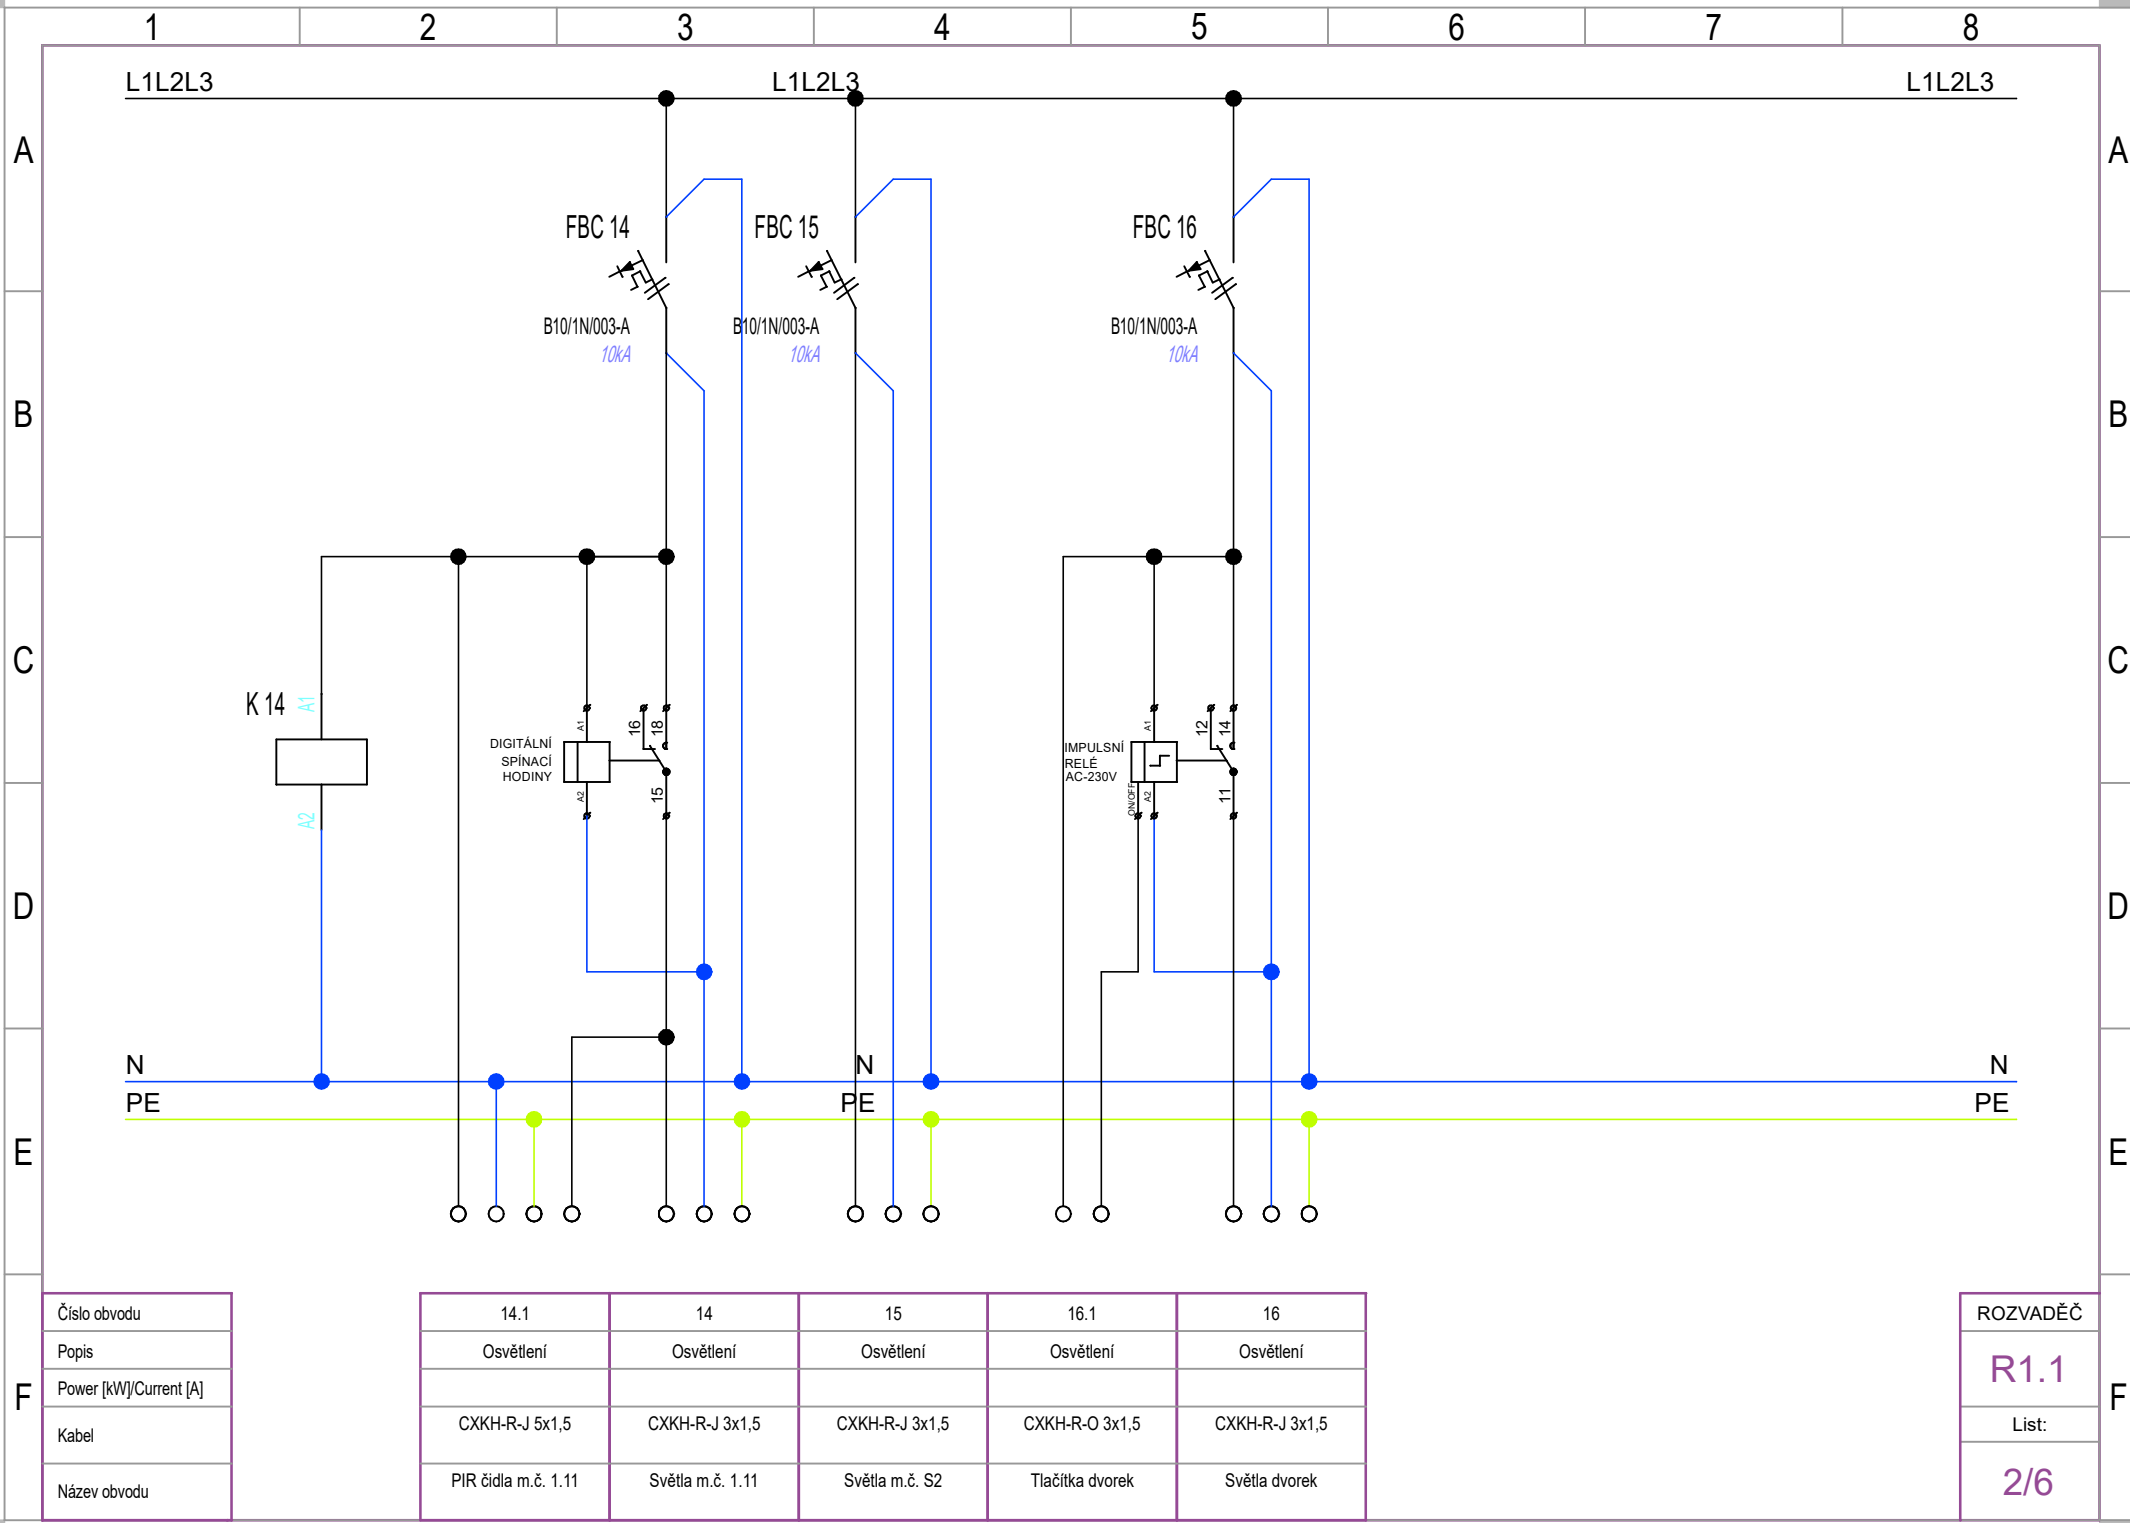 1 2 3 4 5 6 7 8
L1L2L3 L1L2L3 L1L2L3
A A
FBC 14 FBC 15 FBC 16
B10/1N/003-A B10/1N/003-A B10/1N/003-A
10kA 10kA 10kA
B B
C C
K 14 A1
A1 16 18
DIGITÁLNÍ
SPÍNACÍ
HODINY
A2 15
A1 12 14
IMPULSNÍ
RELÉ
AC-230V
ON/OFF A2 11
A2
D D
N N N
PE PE PE
E E
Číslo obvodu 14.1 14 15 16.1 16
Popis Osvětlení Osvětlení Osvětlení Osvětlení Osvětlení
Power [kW]/Current [A]
Kabel CXKH-R-J 5x1,5 CXKH-R-J 3x1,5 CXKH-R-J 3x1,5 CXKH-R-O 3x1,5 CXKH-R-J 3x1,5
Název obvodu PIR čidla m.č. 1.11 Světla m.č. 1.11 Světla m.č. S2 Tlačítka dvorek Světla dvorek
F F
ROZVADĚČ
R1.1
List:
2/6